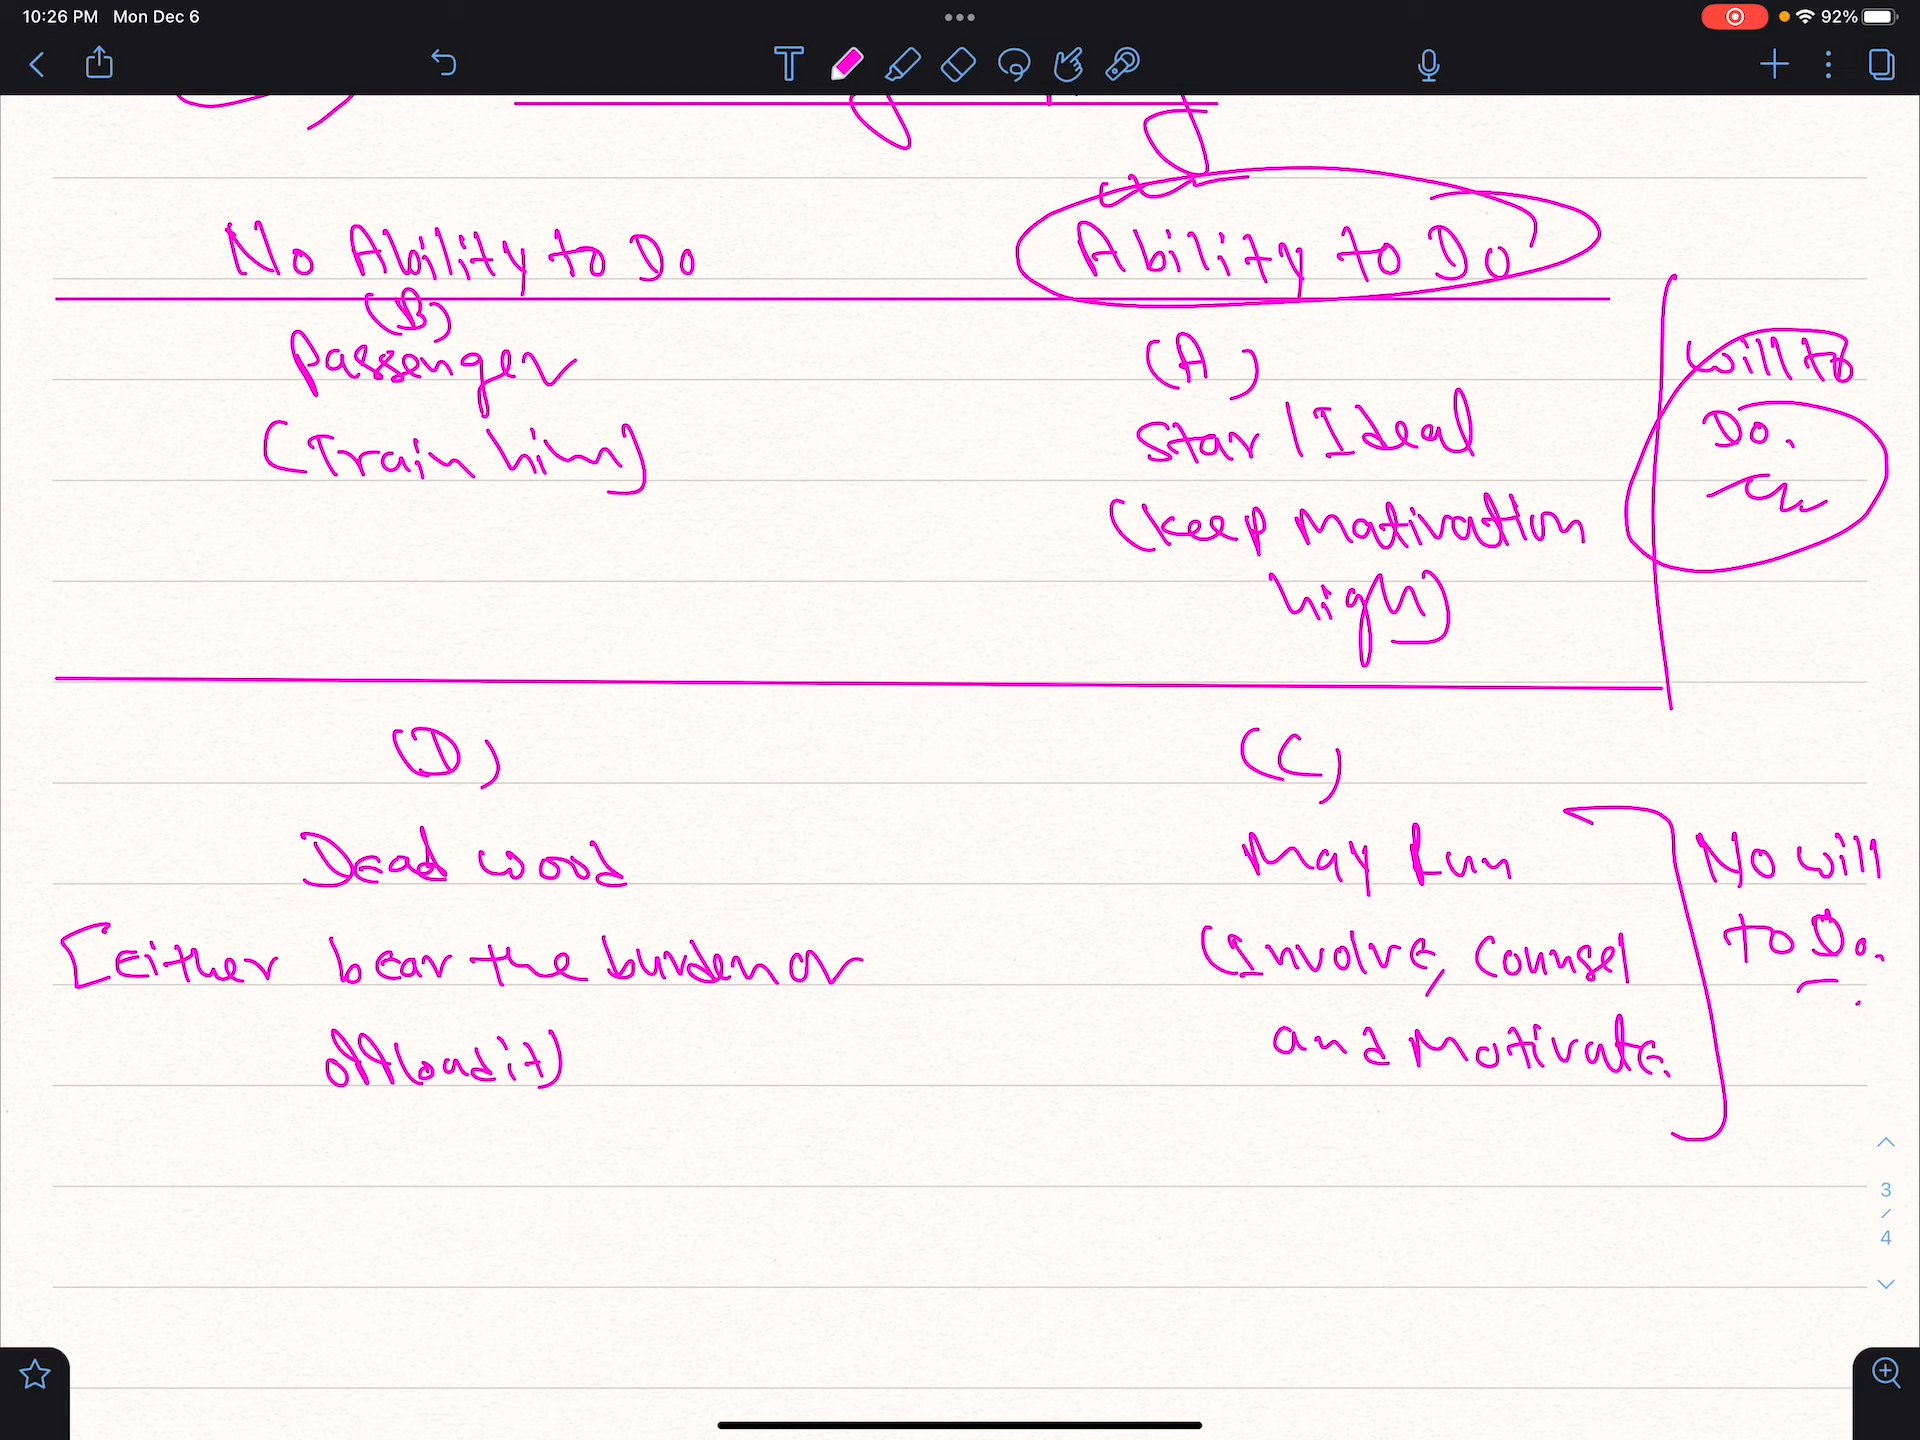 10:26 PM Mon Dec 6
92%
No Ability to Do
Ability to Do
(B)
Passenger
(Train him)
(A)
Star / Ideal
(Keep Motivation
high)
Will to
Do.
(D)
Dead wood
[Either bear the burden or
offload it)
(C)
May Run
(Involve, Counsel
and Motivate.
No will
to Do.
3
/
4